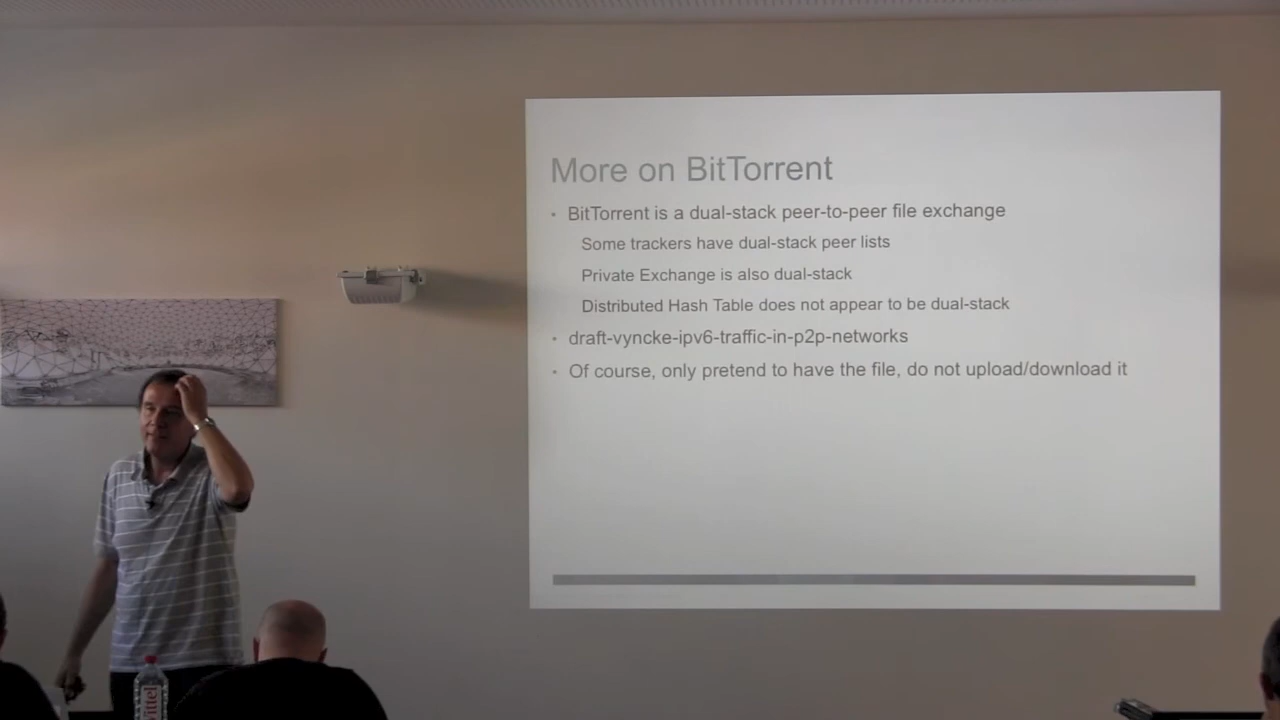 More on BitTorrent
• BitTorrent is a dual-stack peer-to-peer file exchange
Some trackers have dual-stack peer lists
Private Exchange is also dual-stack
Distributed Hash Table does not appear to be dual-stack
• draft-vyncke-ipv6-traffic-in-p2p-networks
• Of course, only pretend to have the file, do not upload/download it
vittel